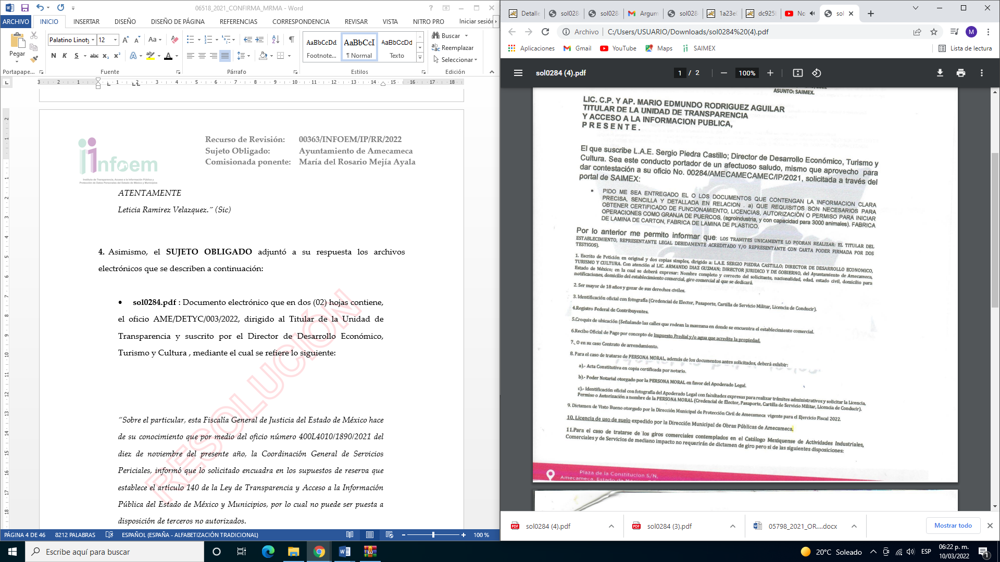 06518_2021_CONFIRMA_MRMA - Word
ARCHIVO INICIO INSERTAR DISEÑO DISEÑO DE PÁGINA REFERENCIAS CORRESPONDENCIA REVISAR VISTA NITRO PRO Iniciar sesión
Pegar
Palatino Linoty 12
N K S abc
AaBbCcDd AaBbCcI AaBbCcDd
Footnote... ¶ Normal Texto
Buscar
Reemplazar
Seleccionar
Portapape... Fuente Párrafo Estilos Edición
infoem
Instituto de Transparencia, Acceso a la Información Pública y
Protección de Datos Personales del Estado de México y Municipios
Recurso de Revisión: 00363/INFOEM/IP/RR/2022
Sujeto Obligado: Ayuntamiento de Amecameca
Comisionada ponente: María del Rosario Mejía Ayala
ATENTAMENTE
Leticia Ramirez Velazquez.” (Sic)
4. Asimismo, el SUJETO OBLIGADO adjuntó a su respuesta los archivos
electrónicos que se describen a continuación:
• sol0284.pdf : Documento electrónico que en dos (02) hojas contiene,
el oficio AME/DETYC/003/2022, dirigido al Titular de la Unidad de
Transparencia y suscrito por el Director de Desarrollo Económico,
Turismo y Cultura , mediante el cual se refiere lo siguiente:
“Sobre el particular, esta Fiscalía General de Justicia del Estado de México hace
de su conocimiento que por medio del oficio número 400L4010/1890/2021 del
diez de noviembre del presente año, la Coordinación General de Servicios
Periciales, informó que lo solicitado encuadra en los supuestos de reserva que
establece el artículo 140 de la Ley de Transparencia y Acceso a la Información
Pública del Estado de México y Municipios, por lo cual no puede ser puesta a
disposición de terceros no autorizados.
RESOLUCIÓN
PÁGINA 4 DE 46 8212 PALABRAS ESPAÑOL (ESPAÑA - ALFABETIZACIÓN TRADICIONAL) 100 %
Detalle sol028 sol028 Argum sol028 1a23e dc925 No sol
Archivo C:/Users/USUARIO/Downloads/sol0284%20(4).pdf
Aplicaciones Gmail YouTube Maps SAIMEX Lista de lectura
sol0284 (4).pdf 1 / 2 100%
ASUNTO: SAIMEX.
LIC. C.P. Y AP. MARIO EDMUNDO RODRIGUEZ AGUILAR
TITULAR DE LA UNIDAD DE TRANSPARENCIA
Y ACCESO A LA INFORMACION PUBLICA,
P R E S E N T E .
El que suscribe L.A.E. Sergio Piedra Castillo; Director de Desarrollo Económico, Turismo y
Cultura. Sea este conducto portador de un afectuoso saludo, mismo que aprovecho para
dar contestación a su oficio No. 00284/AMECAMECAMEC/IP/2021, solicitada a través del
portal de SAIMEX:
• PIDO ME SEA ENTREGADO EL O LOS DOCUMENTOS QUE CONTENGAN LA INFORMACION CLARA
PRECISA, SENCILLA Y DETALLADA EN RELACION . a) QUE REQUISITOS SON NECESARIOS PARA
OBTENER CERTIFICADO DE FUNCIONAMIENTO, LICENCIAS, AUTORIZACIÓN O PERMISO PARA INICIAR
OPERACIONES COMO GRANJA DE PUERCOS, (agroindustria, y con capacidad para 3000 animales). FABRICA
DE LAMINA DE CARTON, FABRICA DE LAMINA DE PLASTICO.
Por lo anterior me permito informar que: LOS TRAMITES UNICAMENTE LO PODRAN REALIZAR: EL TITULAR DEL
ESTABLECIMIENTO, REPRESENTANTE LEGAL DEBIDAMENTE ACREDITADO Y/O REPRESENTANTE CON CARTA PODER FIRMADA POR DOS
TESTIGOS).
1. Escrito de Petición en original y dos copias simples, dirigido a: L.A.E. SERGIO PIEDRA CASTILLO; DIRECTOR DE DESARROLLO ECONOMICO,
TURISMO Y CULTURA. Con atención al LIC. ARMANDO DIAZ GUZMAN; DIRECTOR JURIDICO Y DE GOBIERNO, del Ayuntamiento de Amecameca,
Estado de México; en la cual se deberá expresar: Nombre completo y correcto del solicitante, nacionalidad, edad, estado civil, domicilio para
notificaciones, domicilio del establecimiento comercial, giro comercial al que se dedicará.
2. Ser mayor de 18 años y gozar de sus derechos civiles.
3. Identificación oficial con fotografía (Credencial de Elector, Pasaporte, Cartilla de Servicio Militar, Licencia de Conducir).
4.Registro Federal de Contribuyentes.
5.Croquis de ubicación (Señalando las calles que rodean la manzana en donde se encuentra el establecimiento comercial.
6.Recibo Oficial de Pago por concepto de Impuesto Predial y/o agua que acredite la propiedad.
7. O en su caso Contrato de arrendamiento.
8. Para el caso de tratarse de PERSONA MORAL, además de los documentos antes solicitados, deberá exhibir:
a).- Acta Constitutiva en copia certificada por notario.
b).- Poder Notarial otorgado por la PERSONA MORAL en favor del Apoderado Legal.
c).- Identificación oficial con fotografía del Apoderado Legal con facultades expresas para realizar trámites administrativos y solicitar la Licencia,
Permiso o Autorización a nombre de la PERSONA MORAL (Credencial de Elector, Pasaporte, Cartilla de Servicio Militar, Licencia de Conducir).
9. Dictamen de Visto Bueno otorgado por la Dirección Municipal de Protección Civil de Amecameca vigente para el Ejercicio Fiscal 2022.
10. Licencia de uso de suelo expedido por la Dirección Municipal de Obras Públicas de Amecameca.
11.Para el caso de tratarse de los giros comerciales contemplados en el Catálogo Mexiquense de Actividades Industriales,
Comerciales y de Servicios de mediano impacto no requerirán de dictamen de giro pero si de las siguientes disposiciones:
Plaza de la Constitucion S/N,
sol0284 (4).pdf sol0284 (3).pdf 05798_2021_OR....docx Mostrar todo
Escribe aquí para buscar
20°C Soleado ESP 06:22 p. m.
10/03/2022